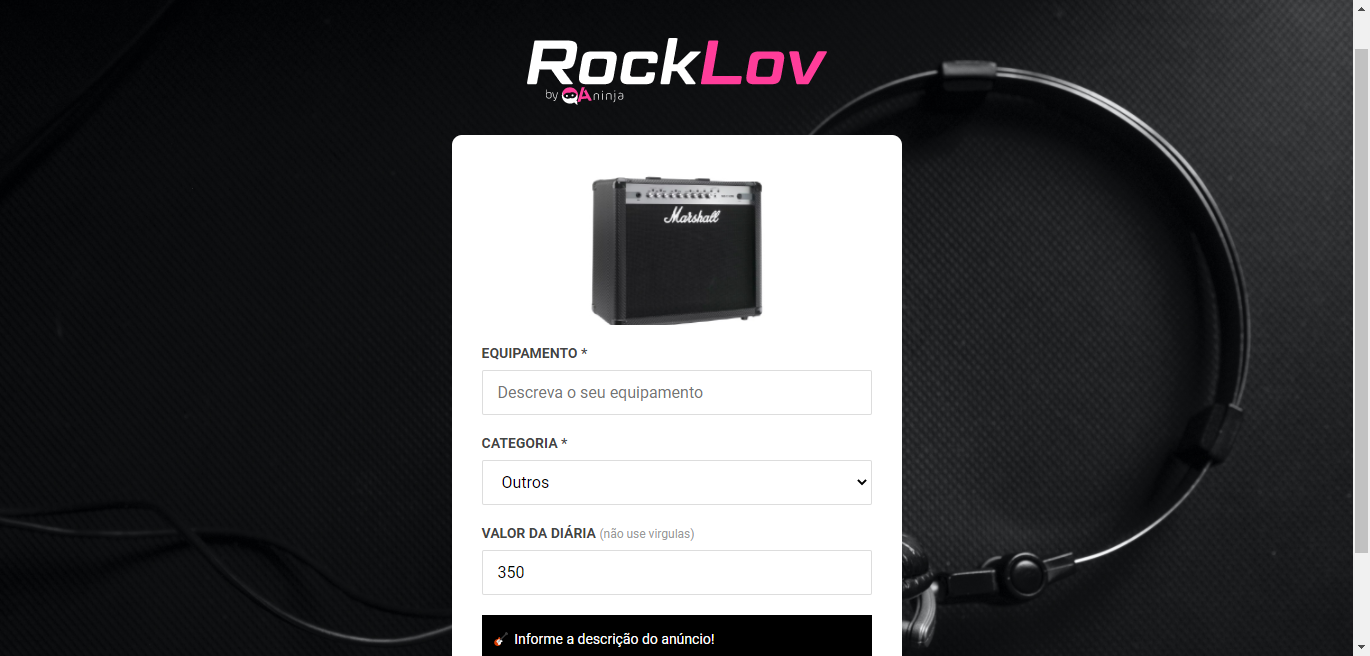 RockLov
by QAninja
Marshall
EQUIPAMENTO *
Descreva o seu equipamento
CATEGORIA *
Outros
VALOR DA DIÁRIA (não use virgulas)
350
Informe a descrição do anúncio!